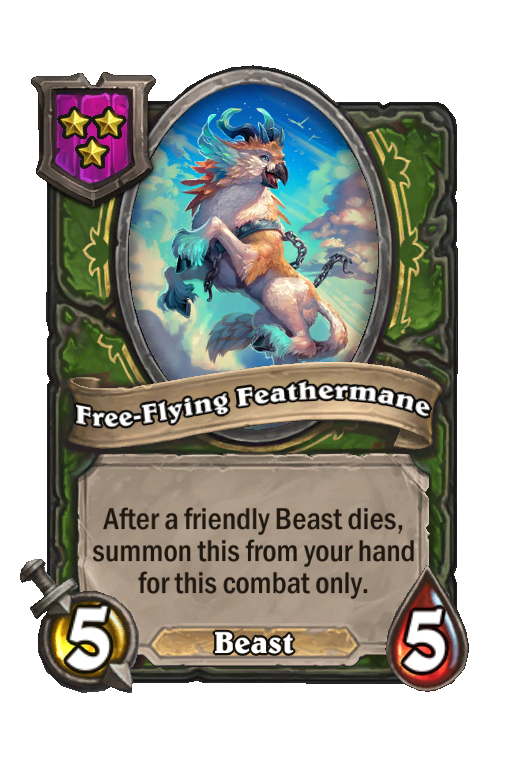 Free-Flying Feathermane
After a friendly Beast dies,
summon this from your hand
for this combat only.
5
Beast
5